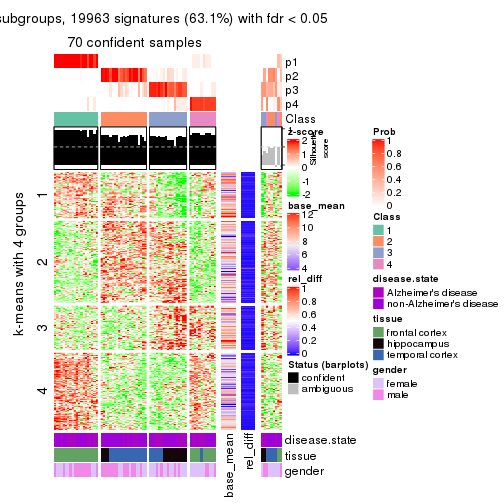 subgroups, 19963 signatures (63.1%) with fdr < 0.05
70 confident samples
p1
p2
p3
p4
Class
z-score
2
1
0
-1
-2
Silhouette
score
Prob
1
0.8
0.6
0.4
0.2
0
k-means with 4 groups
1
2
3
4
base_mean
12
10
8
6
4
Class
1
2
3
4
rel_diff
1
0.8
0.6
0.4
0.2
0
disease.state
Alzheimer's disease
non-Alzheimer's disease
tissue
frontal cortex
hippocampus
temporal cortex
Status (barplots)
confident
ambiguous
gender
female
male
disease.state
tissue
gender
base_mean
rel_diff